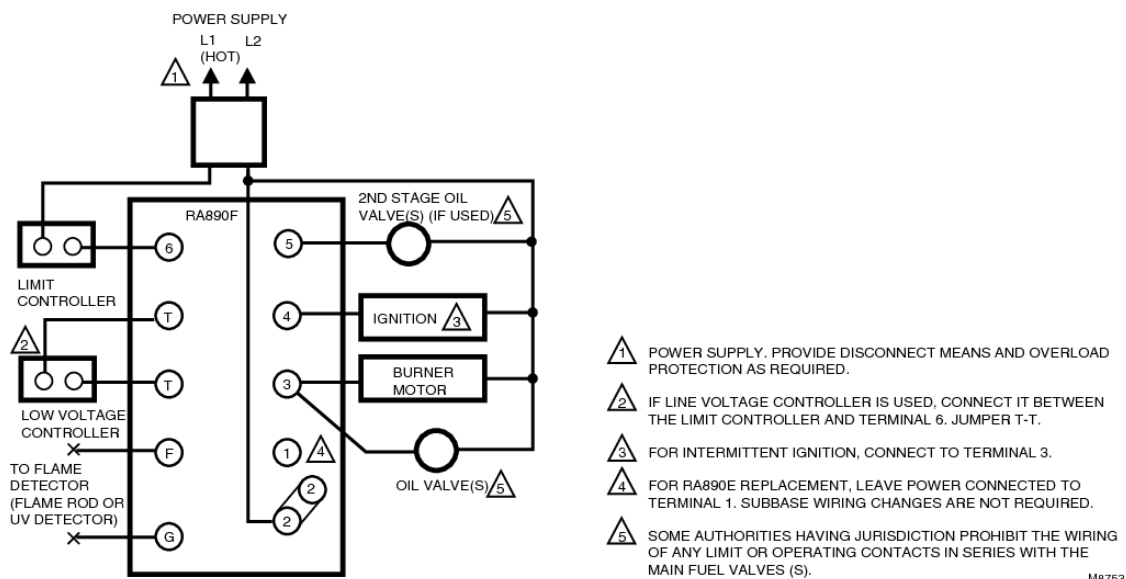 POWER SUPPLY
L1
(HOT)
L2
1
RA890F
2ND STAGE OIL
VALVE(S) (IF USED) 5
6
5
LIMIT
CONTROLLER
T
4
IGNITION 3
2
T
3
BURNER
MOTOR
LOW VOLTAGE
CONTROLLER
F
1
4
TO FLAME
DETECTOR
(FLAME ROD OR
UV DETECTOR)
OIL VALVE(S) 5
2
2
G
1 POWER SUPPLY. PROVIDE DISCONNECT MEANS AND OVERLOAD
PROTECTION AS REQUIRED.
2 IF LINE VOLTAGE CONTROLLER IS USED, CONNECT IT BETWEEN
THE LIMIT CONTROLLER AND TERMINAL 6. JUMPER T-T.
3 FOR INTERMITTENT IGNITION, CONNECT TO TERMINAL 3.
4 FOR RA890E REPLACEMENT, LEAVE POWER CONNECTED TO
TERMINAL 1. SUBBASE WIRING CHANGES ARE NOT REQUIRED.
5 SOME AUTHORITIES HAVING JURISDICTION PROHIBIT THE WIRING
OF ANY LIMIT OR OPERATING CONTACTS IN SERIES WITH THE
MAIN FUEL VALVES (S).